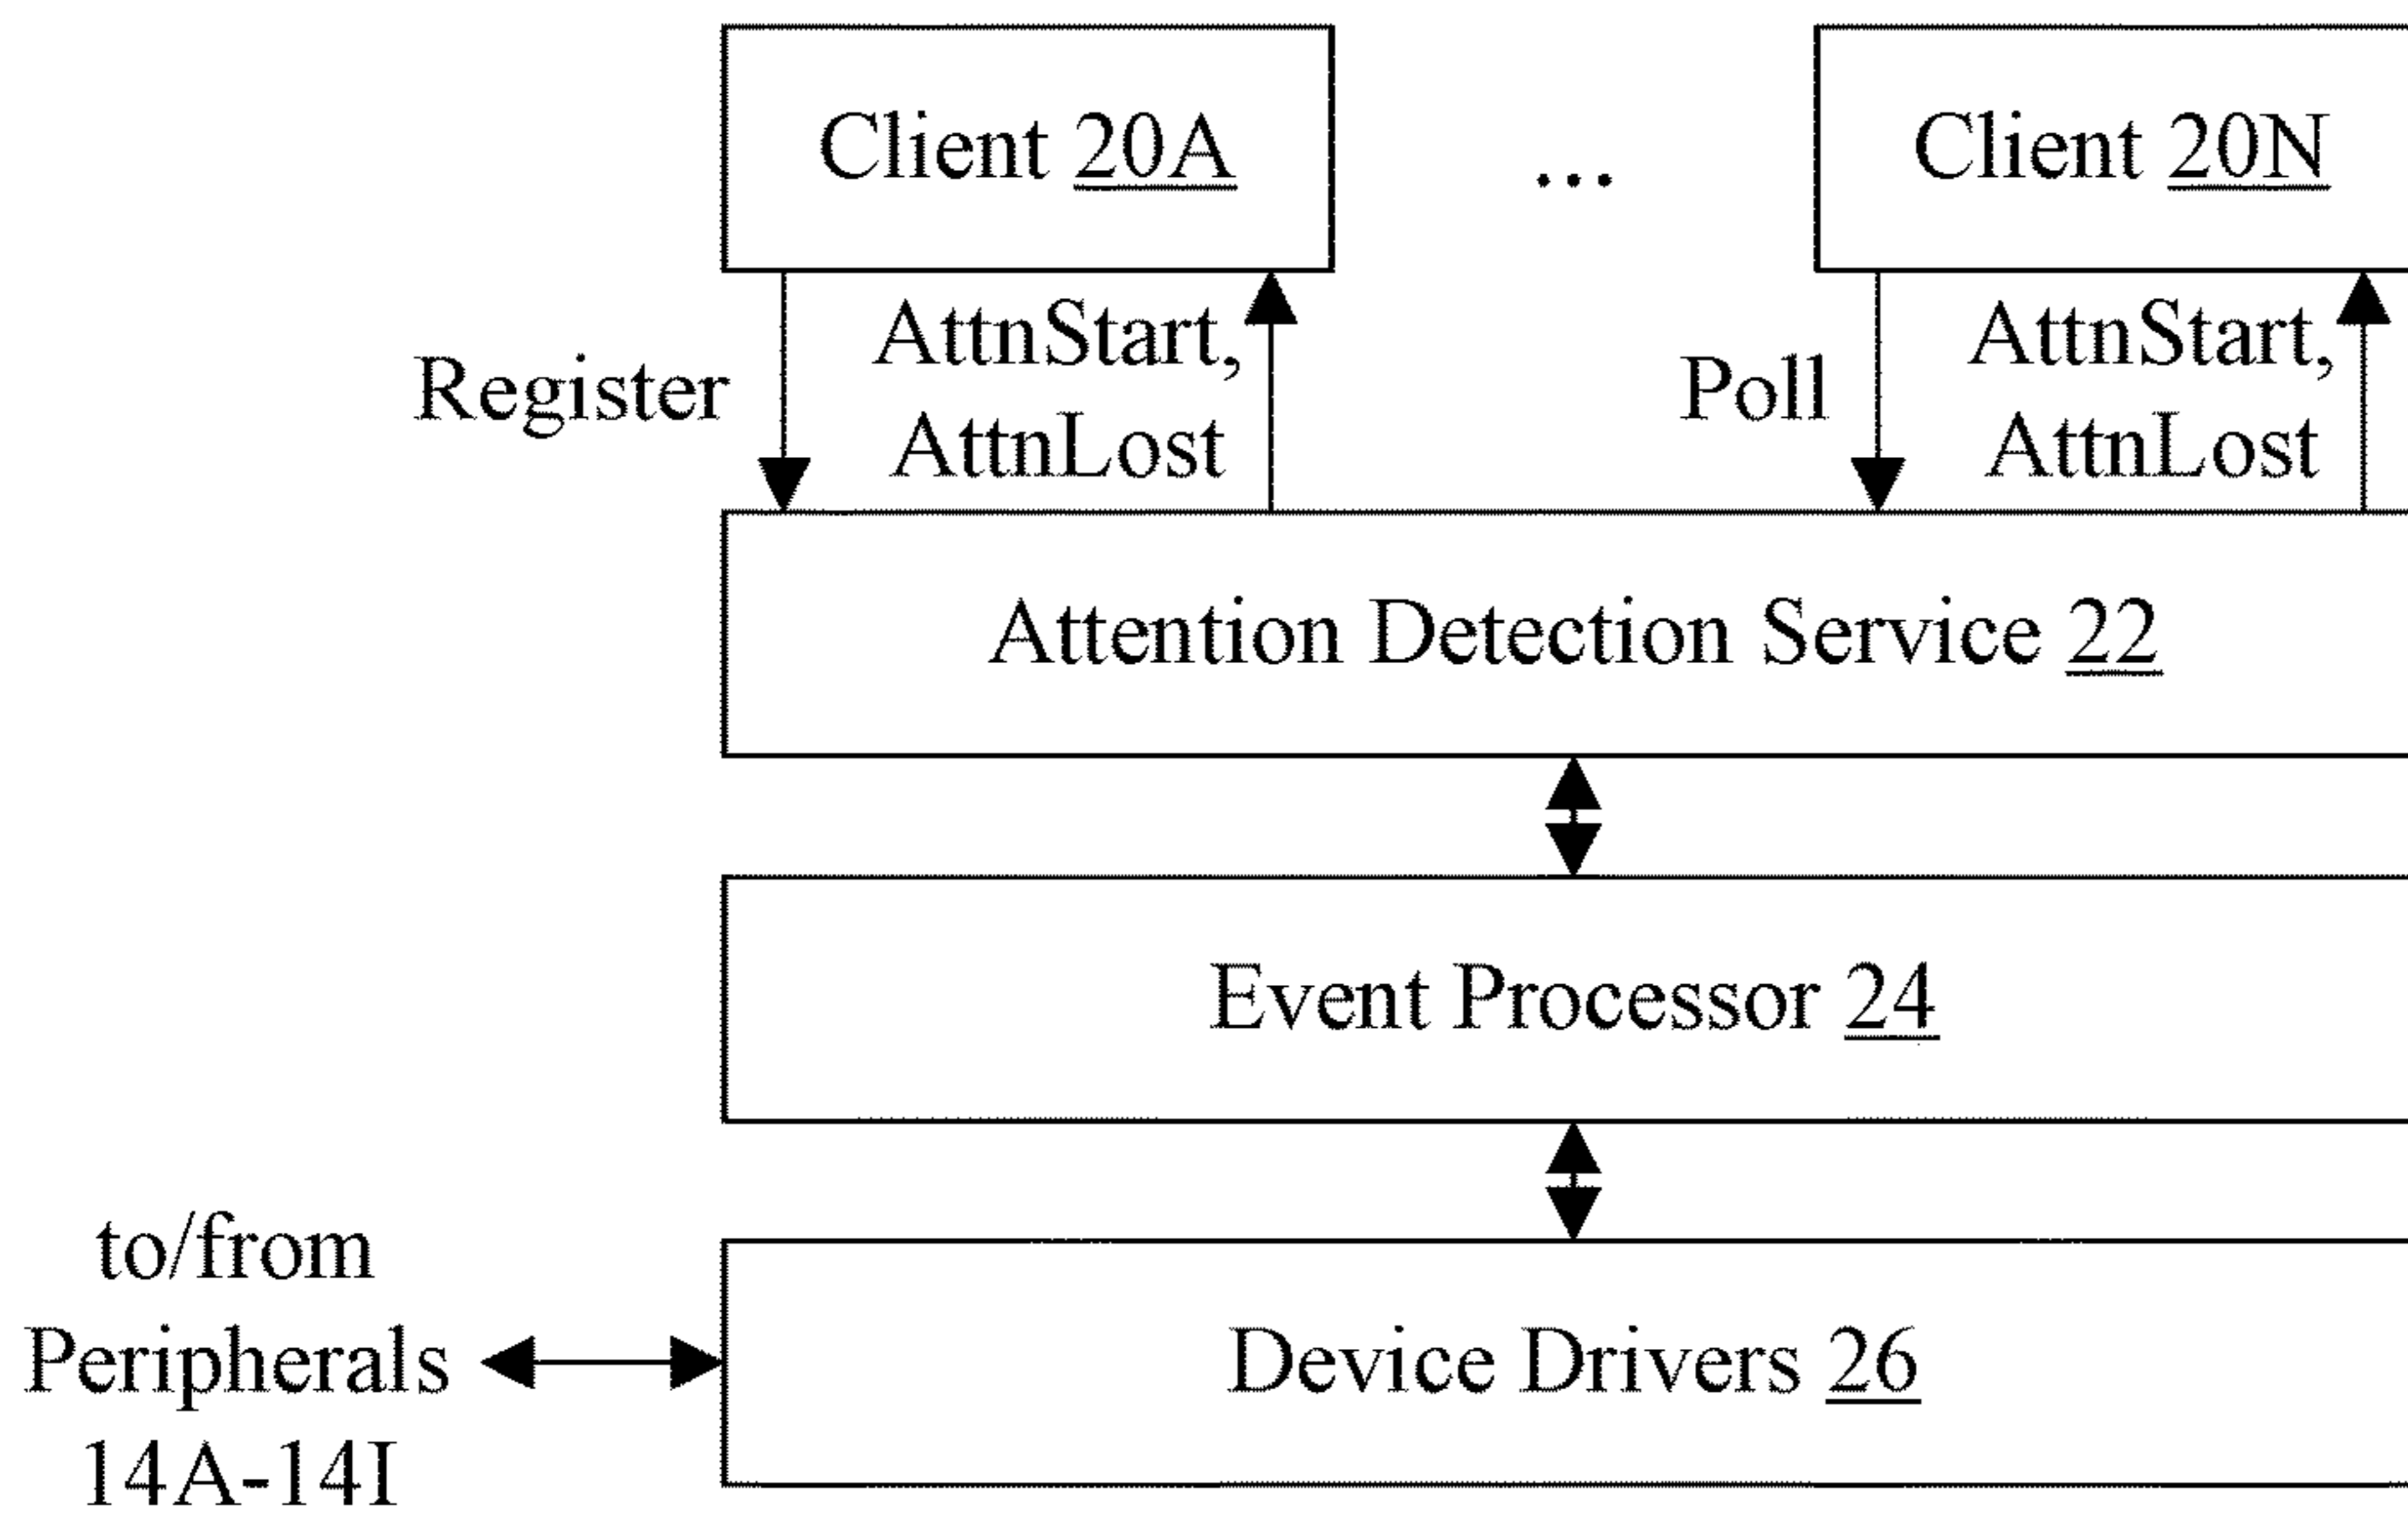 Client 20A
...
Client 20N
Register
AttnStart,
AttnLost
Poll
AttnStart,
AttnLost
Attention Detection Service 22
Event Processor 24
Device Drivers 26
to/from
Peripherals
14A-14I